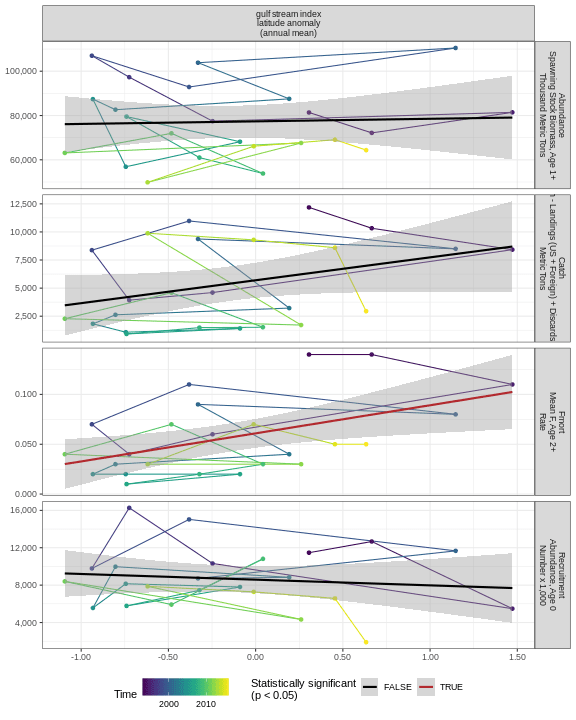 gulf stream index
latitude anomaly
(annual mean)
100,000
80,000
60,000
Abundance
Spawning Stock Biomass, Age 1+
Thousand Metric Tons
12,500
10,000
7,500
5,000
2,500
Catch
- Landings (US + Foreign) + Discards
Metric Tons
0.100
0.050
0.000
Fmort
Mean F, Age 2+
Rate
16,000
12,000
8,000
4,000
Recruitment
Abundance, Age 0
Number x 1,000
-1.00
-0.50
0.00
0.50
1.00
1.50
Time
2000
2010
Statistically significant
(p < 0.05)
FALSE
TRUE